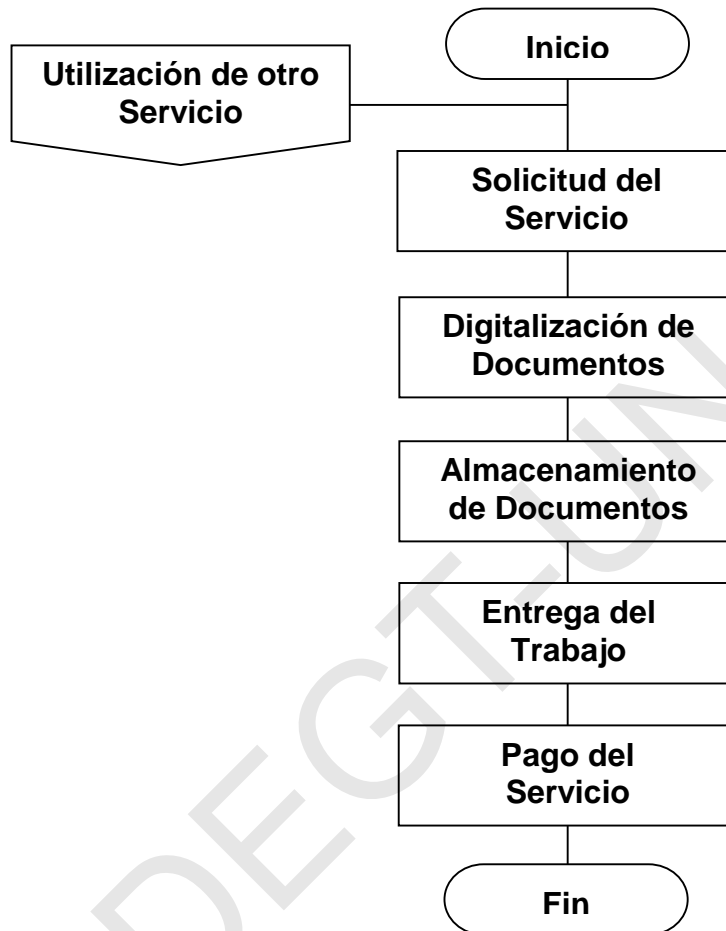 Inicio
Utilización de otro
Servicio
Solicitud del
Servicio
Digitalización de
Documentos
Almacenamiento
de Documentos
Entrega del
Trabajo
Pago del
Servicio
Fin
DEGT-UN